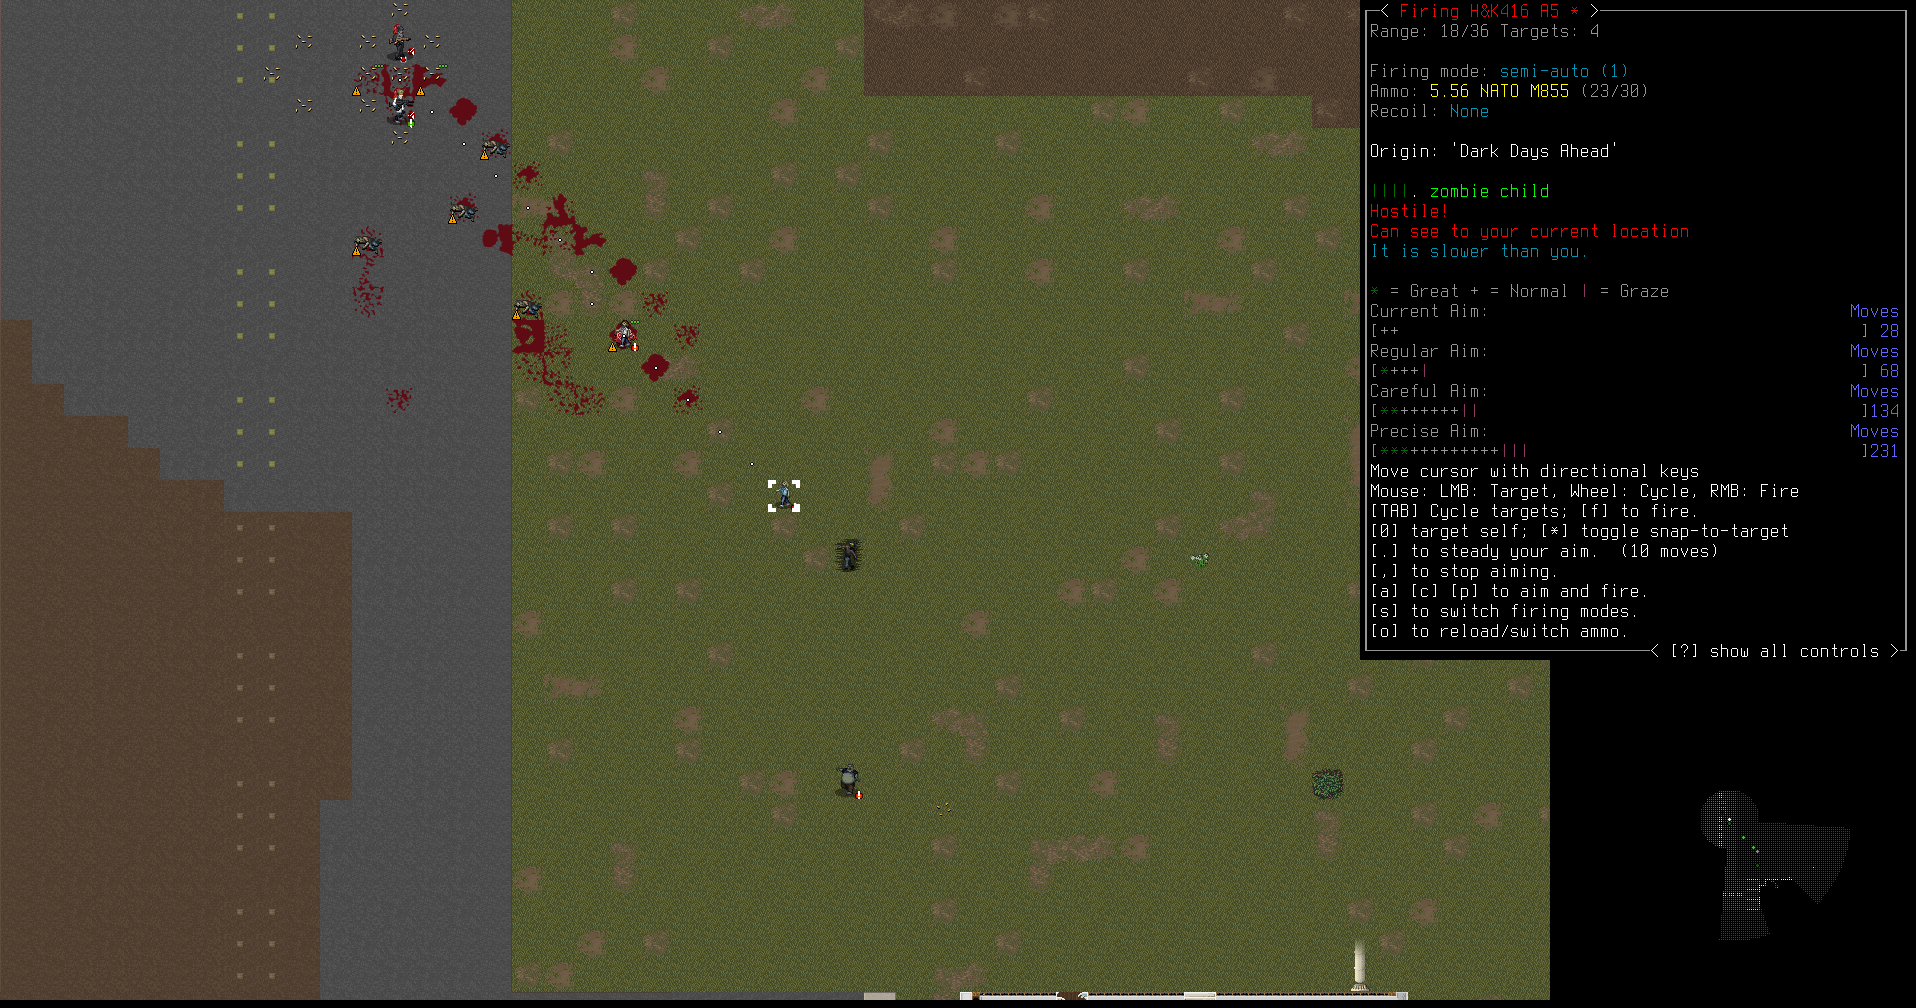 < Firing H&K416 A5 * >
Range: 18/36 Targets: 4
Firing mode: semi-auto (1)
Ammo: 5.56 NATO M855 (23/30)
Recoil: None
Origin: 'Dark Days Ahead'
||||. zombie child
Hostile!
Can see to your current location
It is slower than you.
* = Great + = Normal | = Graze
Current Aim: Moves
[++ ] 28
Regular Aim: Moves
[*+++| ] 68
Careful Aim: Moves
[**++++++|| ]134
Precise Aim: Moves
[***+++++++++||| ]231
Move cursor with directional keys
Mouse: LMB: Target, Wheel: Cycle, RMB: Fire
[TAB] Cycle targets; [f] to fire.
[0] target self; [*] toggle snap-to-target
[.] to steady your aim. (10 moves)
[,] to stop aiming.
[a] [c] [p] to aim and fire.
[s] to switch firing modes.
[o] to reload/switch ammo.
< [?] show all controls >